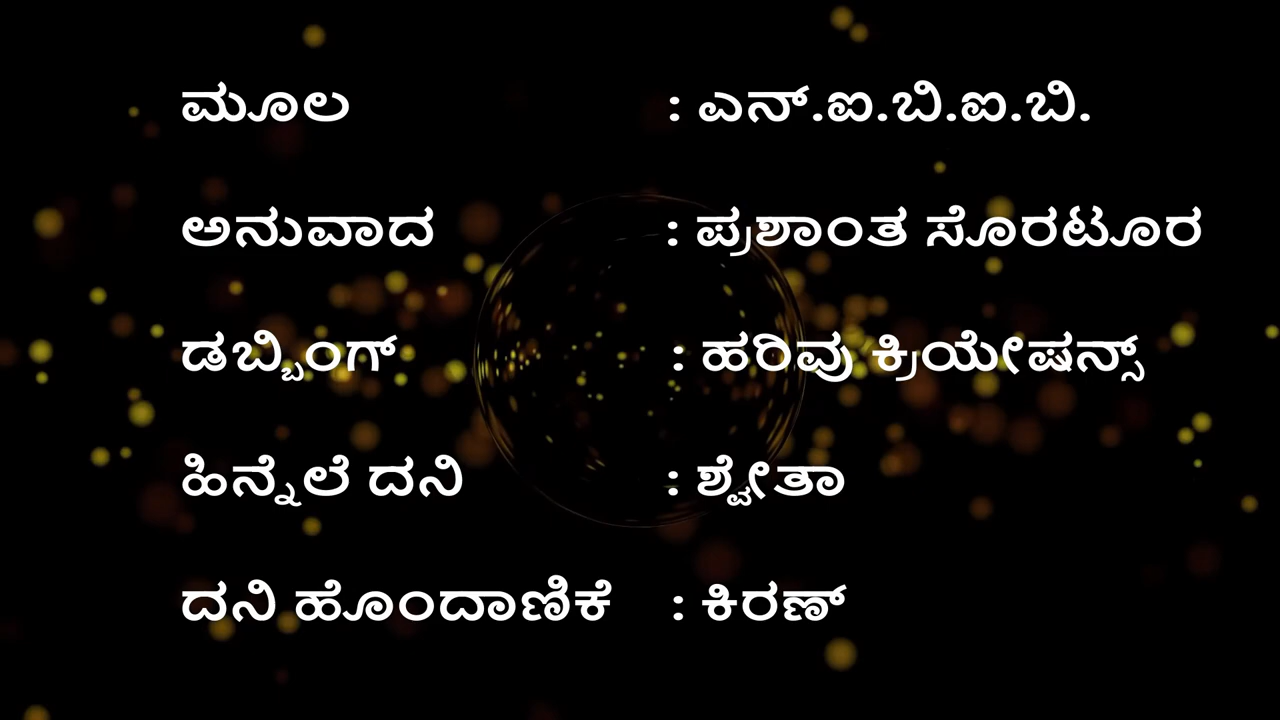 ಮೂಲ : ಎನ್.ಐ.ಬಿ.ಐ.ಬಿ.
ಅನುವಾದ : ಪ್ರಶಾಂತ ಸೊರಟೂರ
ಡಬ್ಬಿಂಗ್ : ಹರಿವು ಕ್ರಿಯೇಷನ್ಸ್
ಹಿನ್ನೆಲೆ ದನಿ : ಶ್ವೇತಾ
ದನಿ ಹೊಂದಾಣಿಕೆ : ಕಿರಣ್